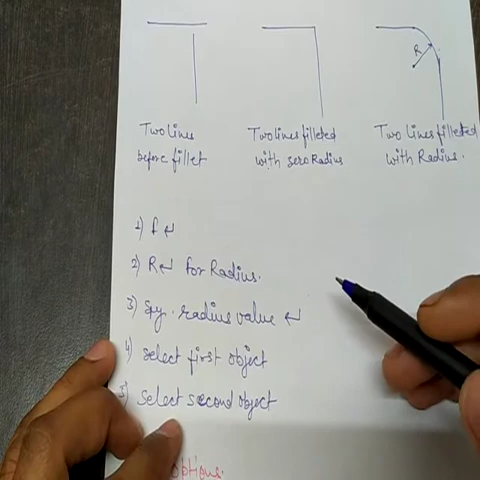 R
Two lines
before fillet
Two lines filleted
with zero Radius
Two lines filleted
with Radius.
1) f↵
2) R↵ for Radius.
3) Spy. radius value ↵
4) select first object
5) select second object
options.